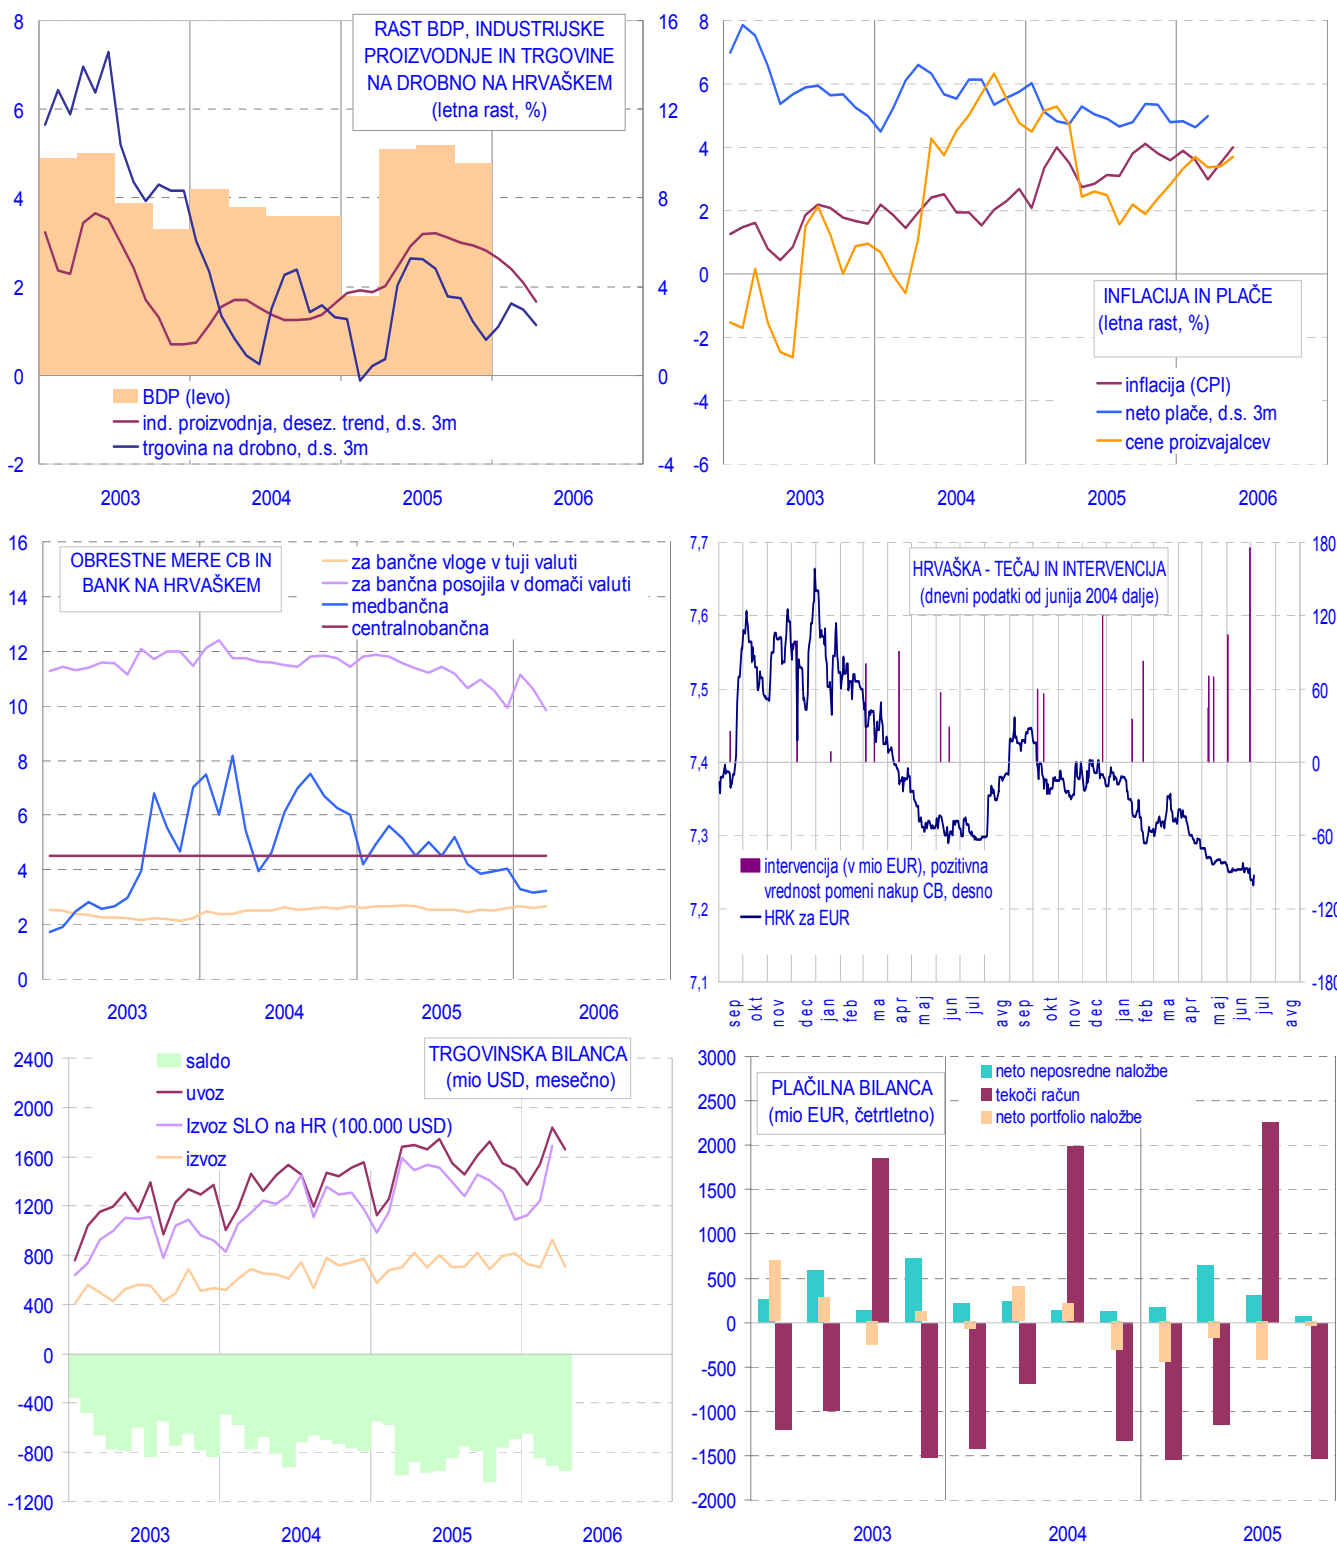 RAST BDP, INDUSTRIJSKE
PROIZVODNJE IN TRGOVINE
NA DROBNO NA HRVAŠKEM
(letna rast, %)
8
6
4
2
0
-2
16
12
8
4
0
-4
BDP (levo)
ind. proizvodnja, desez. trend, d.s. 3m
trgovina na drobno, d.s. 3m
2003 2004 2005 2006
8
6
4
2
0
-2
-4
-6
INFLACIJA IN PLAČE
(letna rast, %)
inflacija (CPI)
neto plače, d.s. 3m
cene proizvajalcev
2003 2004 2005 2006
OBRESTNE MERE CB IN
BANK NA HRVAŠKEM
16
14
12
10
8
6
4
2
0
za bančne vloge v tuji valuti
za bančna posojila v domači valuti
medbančna
centralnobančna
2003 2004 2005 2006
HRVAŠKA - TEČAJ IN INTERVENCIJA
(dnevni podatki od junija 2004 dalje)
7,7
7,6
7,5
7,4
7,3
7,2
7,1
180
120
60
0
-60
-120
-180
intervencija (v mio EUR), pozitivna
vrednost pomeni nakup CB, desno
HRK za EUR
sep okt nov dec jan feb ma apr maj jun jul avg sep okt nov dec jan feb ma apr maj jun jul avg
TRGOVINSKA BILANCA
(mio USD, mesečno)
2400
2000
1600
1200
800
400
0
-400
-800
-1200
saldo
uvoz
Izvoz SLO na HR (100.000 USD)
izvoz
2003 2004 2005 2006
PLAČILNA BILANCA
(mio EUR, četrtletno)
3000
2500
2000
1500
1000
500
0
-500
-1000
-1500
-2000
neto neposredne naložbe
tekoči račun
neto portfolio naložbe
2003 2004 2005